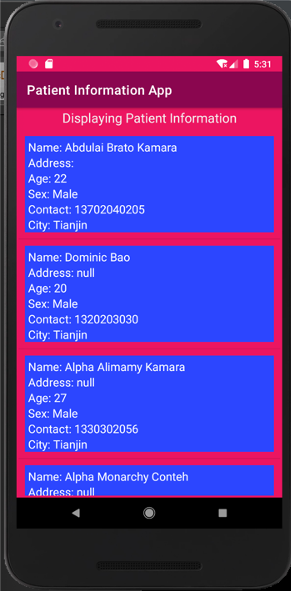 5:31
Patient Information App
Displaying Patient Information
Name: Abdulai Brato Kamara
Address:
Age: 22
Sex: Male
Contact: 13702040205
City: Tianjin
Name: Dominic Bao
Address: null
Age: 20
Sex: Male
Contact: 1320203030
City: Tianjin
Name: Alpha Alimamy Kamara
Address: null
Age: 27
Sex: Male
Contact: 1330302056
City: Tianjin
Name: Alpha Monarchy Conteh
Address: null